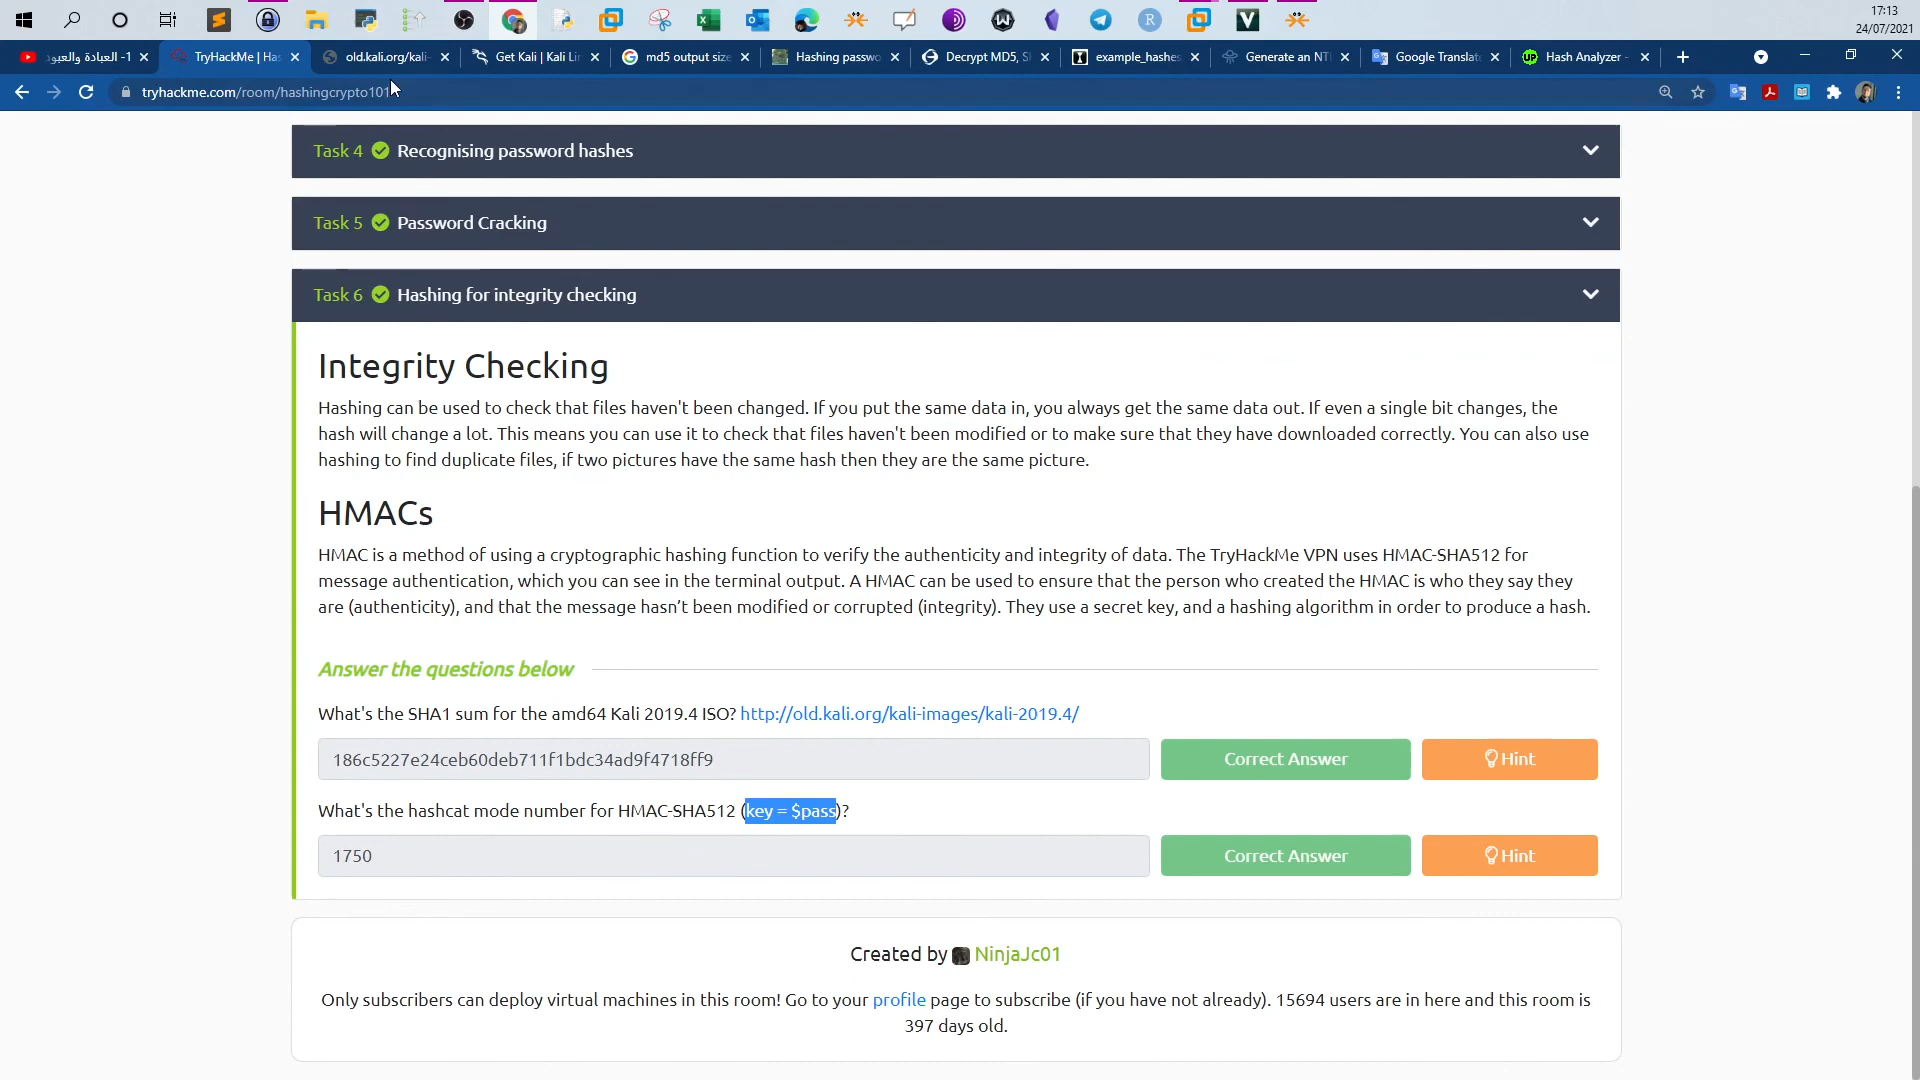 17:13
24/07/2021
1- العبادة والعبود
TryHackMe | Has
old.kali.org/kali-
Get Kali | Kali Lin
md5 output size
Hashing passwo
Decrypt MD5, SH
example_hashes
Generate an NTL
Google Translate
Hash Analyzer -
tryhackme.com/room/hashingcrypto101
Task 4 Recognising password hashes
Task 5 Password Cracking
Task 6 Hashing for integrity checking
Integrity Checking
Hashing can be used to check that files haven't been changed. If you put the same data in, you always get the same data out. If even a single bit changes, the
hash will change a lot. This means you can use it to check that files haven't been modified or to make sure that they have downloaded correctly. You can also use
hashing to find duplicate files, if two pictures have the same hash then they are the same picture.
HMACs
HMAC is a method of using a cryptographic hashing function to verify the authenticity and integrity of data. The TryHackMe VPN uses HMAC-SHA512 for
message authentication, which you can see in the terminal output. A HMAC can be used to ensure that the person who created the HMAC is who they say they
are (authenticity), and that the message hasn’t been modified or corrupted (integrity). They use a secret key, and a hashing algorithm in order to produce a hash.
Answer the questions below
What's the SHA1 sum for the amd64 Kali 2019.4 ISO? http://old.kali.org/kali-images/kali-2019.4/
186c5227e24ceb60deb711f1bdc34ad9f4718ff9
Correct Answer
Hint
What's the hashcat mode number for HMAC-SHA512 (key = $pass)?
1750
Correct Answer
Hint
Created by NinjaJc01
Only subscribers can deploy virtual machines in this room! Go to your profile page to subscribe (if you have not already). 15694 users are in here and this room is
397 days old.